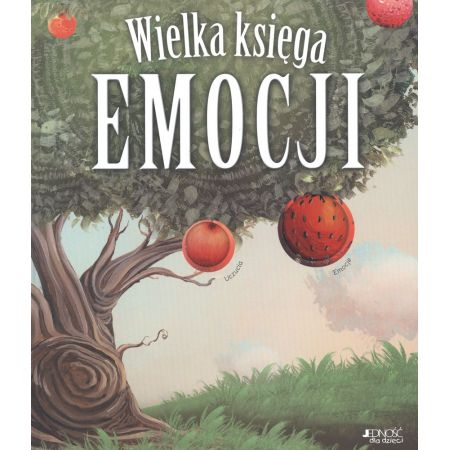 Wielka księga
EMOCJI
Uczucia
Emocje
JEDNOŚĆ
dla dzieci